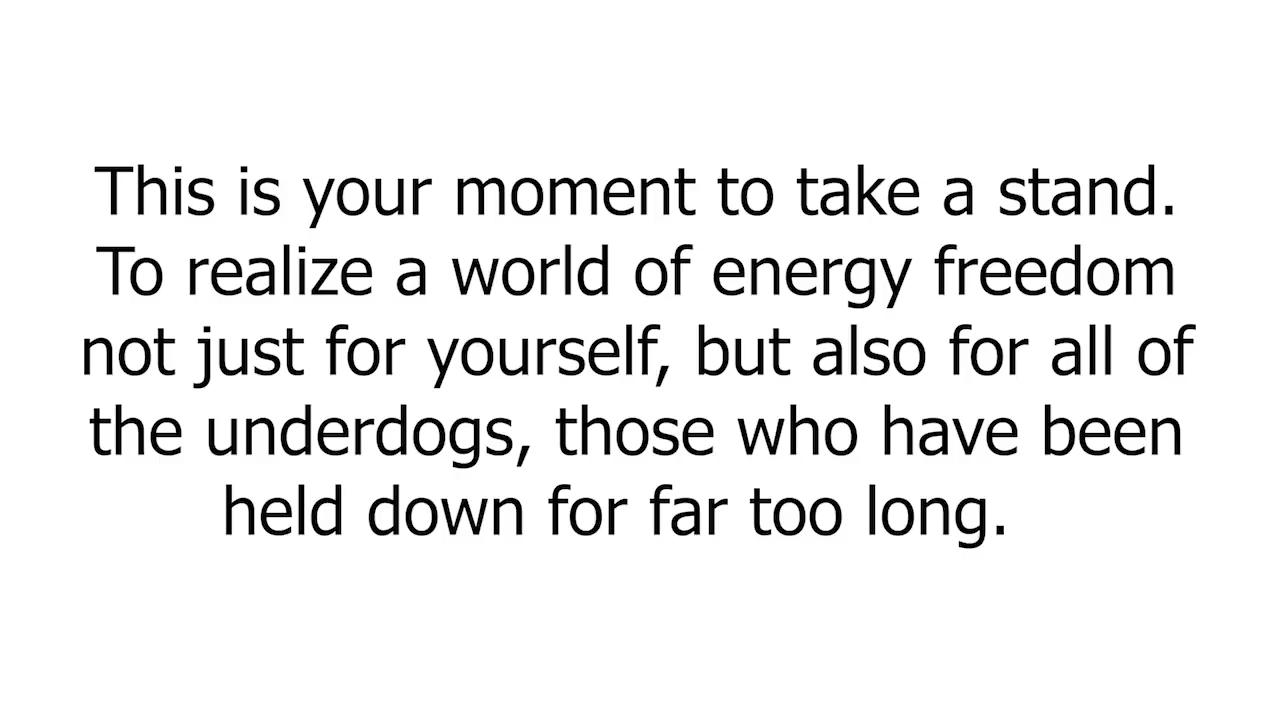 This is your moment to take a stand.
To realize a world of energy freedom
not just for yourself, but also for all of
the underdogs, those who have been
held down for far too long.